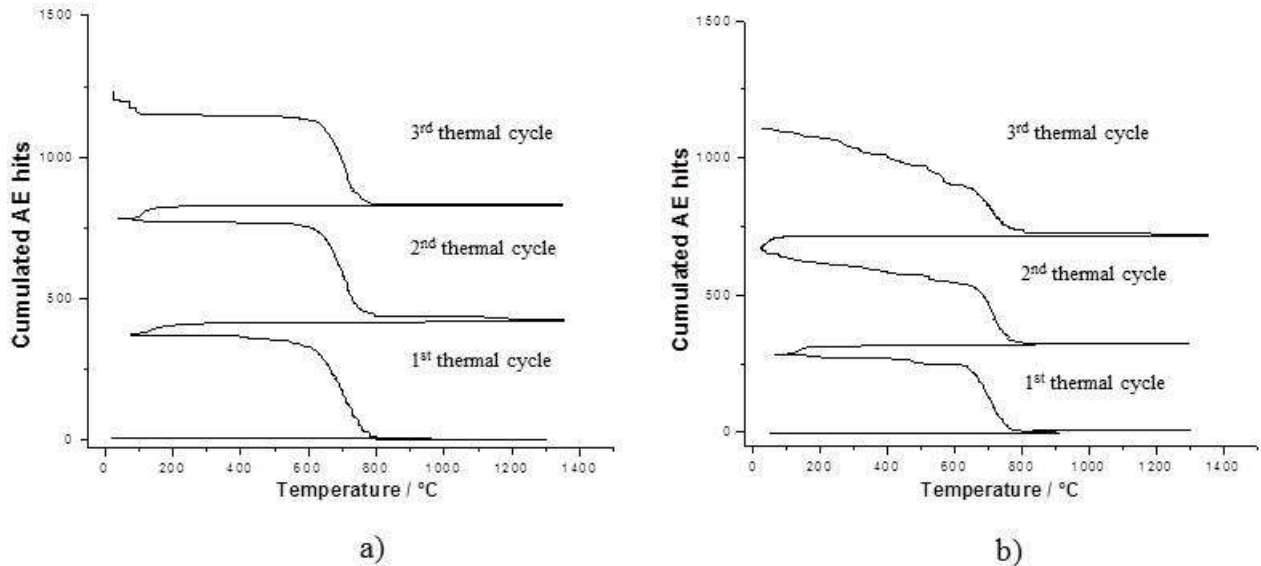 1500
1000
500
0
Cumulated AE hits
3rd thermal cycle
2nd thermal cycle
1st thermal cycle
0 200 400 600 800 1000 1200 1400
Temperature / ºC
a)
1500
1000
500
0
Cumulated AE hits
3rd thermal cycle
2nd thermal cycle
1st thermal cycle
0 200 400 600 800 1000 1200 1400
Temperature / ºC
b)